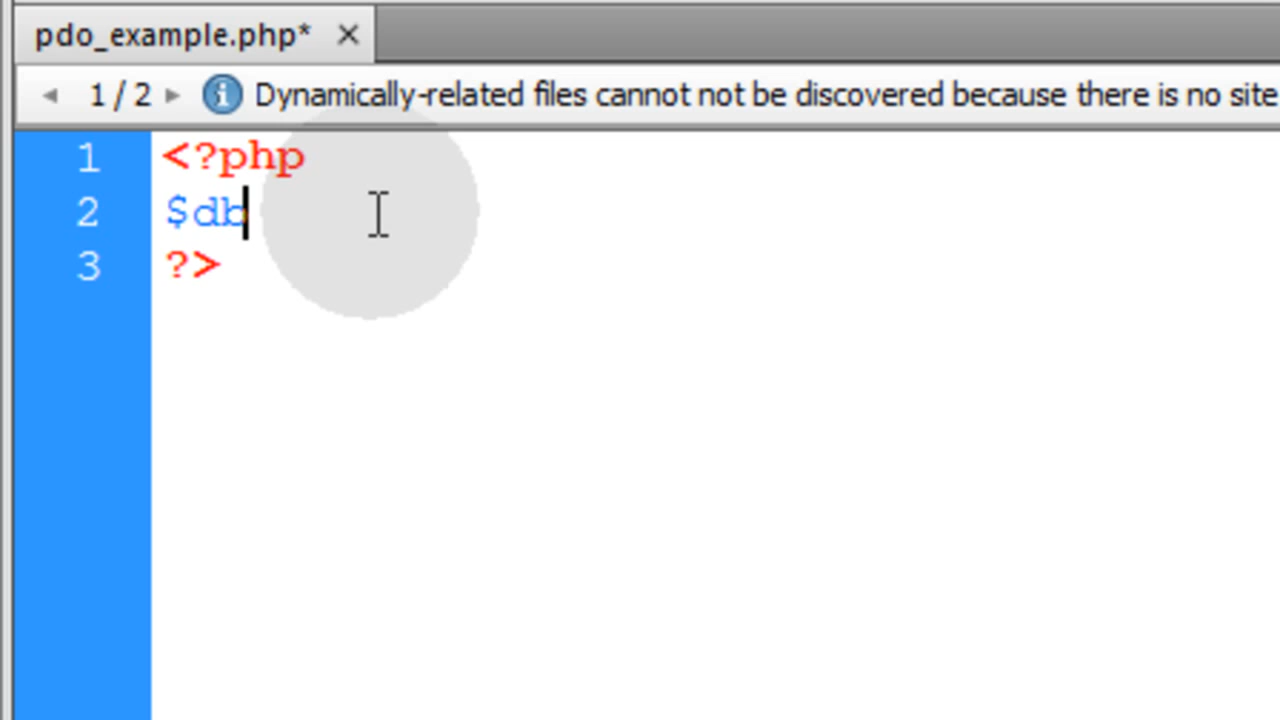 pdo_example.php* ×
1 / 2 Dynamically-related files cannot not be discovered because there is no site
1 <?php
2 $db
3 ?>